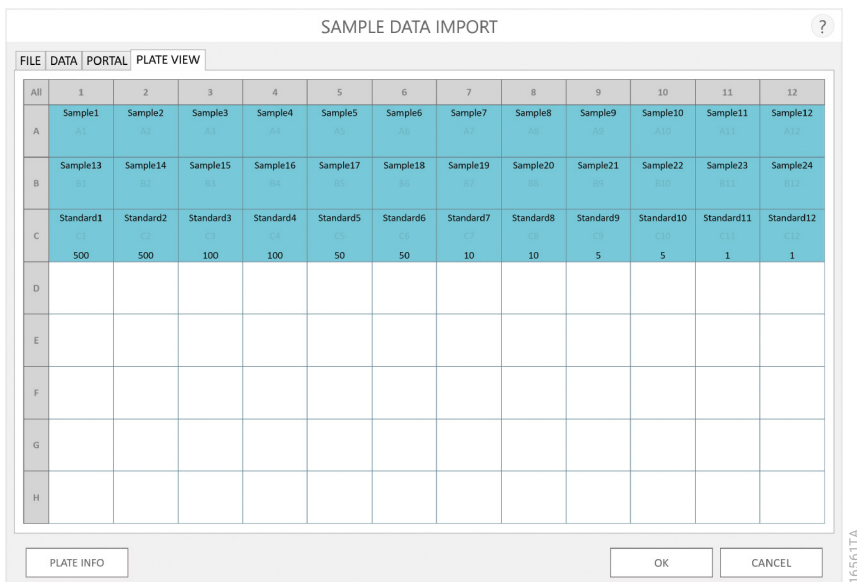 SAMPLE DATA IMPORT ?
FILE DATA PORTAL PLATE VIEW
All 1 2 3 4 5 6 7 8 9 10 11 12
Sample1 Sample2 Sample3 Sample4 Sample5 Sample6 Sample7 Sample8 Sample9 Sample10 Sample11 Sample12
A A1 A2 A3 A4 A5 A6 A7 A8 A9 A10 A11 A12
Sample13 Sample14 Sample15 Sample16 Sample17 Sample18 Sample19 Sample20 Sample21 Sample22 Sample23 Sample24
B B1 B2 B3 B4 B5 B6 B7 B8 B9 B10 B11 B12
Standard1 Standard2 Standard3 Standard4 Standard5 Standard6 Standard7 Standard8 Standard9 Standard10 Standard11 Standard12
C C1 C2 C3 C4 C5 C6 C7 C8 C9 C10 C11 C12
500 500 100 100 50 50 10 10 5 5 1 1
D
E
F
G
H
PLATE INFO OK CANCEL
16561TA